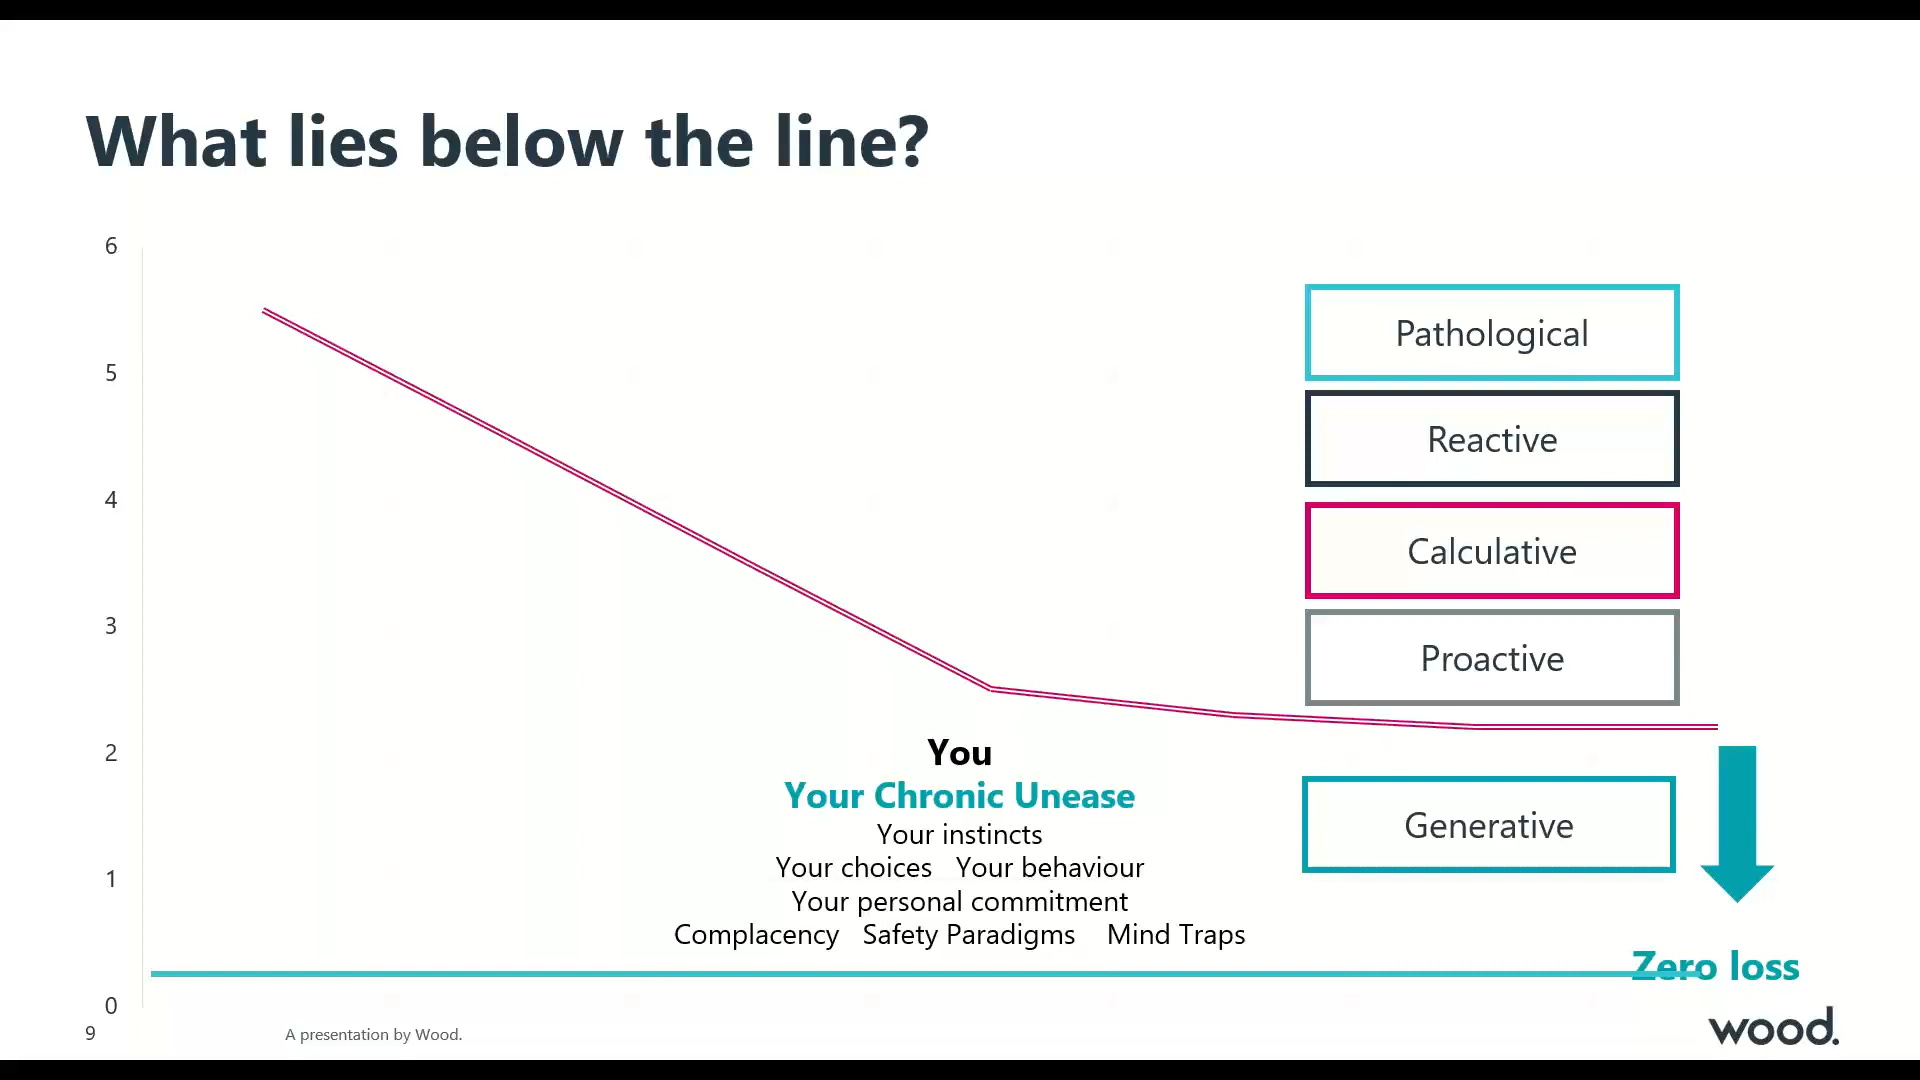 What lies below the line?
6
5
4
3
2
1
0
Pathological
Reactive
Calculative
Proactive
Generative
You
Your Chronic Unease
Your instincts
Your choices Your behaviour
Your personal commitment
Complacency Safety Paradigms Mind Traps
Zero loss
9
A presentation by Wood.
wood.